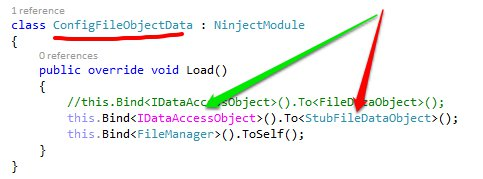 1 reference
class ConfigFileObjectData : NinjectModule
{
0 references
public override void Load()
{
//this.Bind<IDataAccessObject>().To<FileDataObject>();
this.Bind<IDataAccessObject>().To<StubFileDataObject>();
this.Bind<FileManager>().ToSelf();
}
}